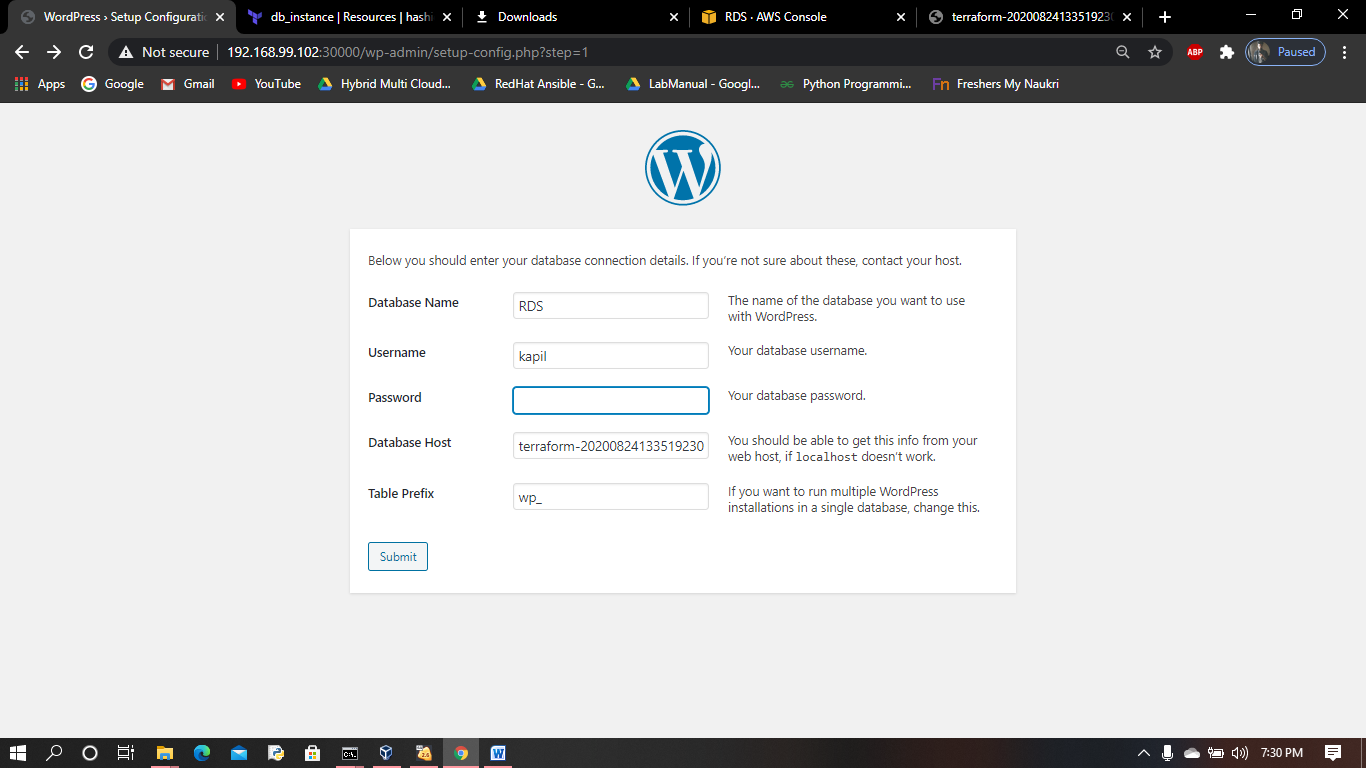 WordPress › Setup Configuratio
db_instance | Resources | hashi
Downloads
RDS · AWS Console
terraform-20200824133519230
Not secure
192.168.99.102:30000/wp-admin/setup-config.php?step=1
ABP
Paused
Apps
Google
Gmail
YouTube
Hybrid Multi Cloud...
RedHat Ansible - G...
LabManual - Googl...
Python Programmi...
Fn
Freshers My Naukri
W
Below you should enter your database connection details. If you're not sure about these, contact your host.
Database Name
RDS
The name of the database you want to use
with WordPress.
Username
kapil
Your database username.
Password
Your database password.
Database Host
terraform-20200824133519230
You should be able to get this info from your
web host, if localhost doesn't work.
Table Prefix
wp_
If you want to run multiple WordPress
installations in a single database, change this.
Submit
7:30 PM